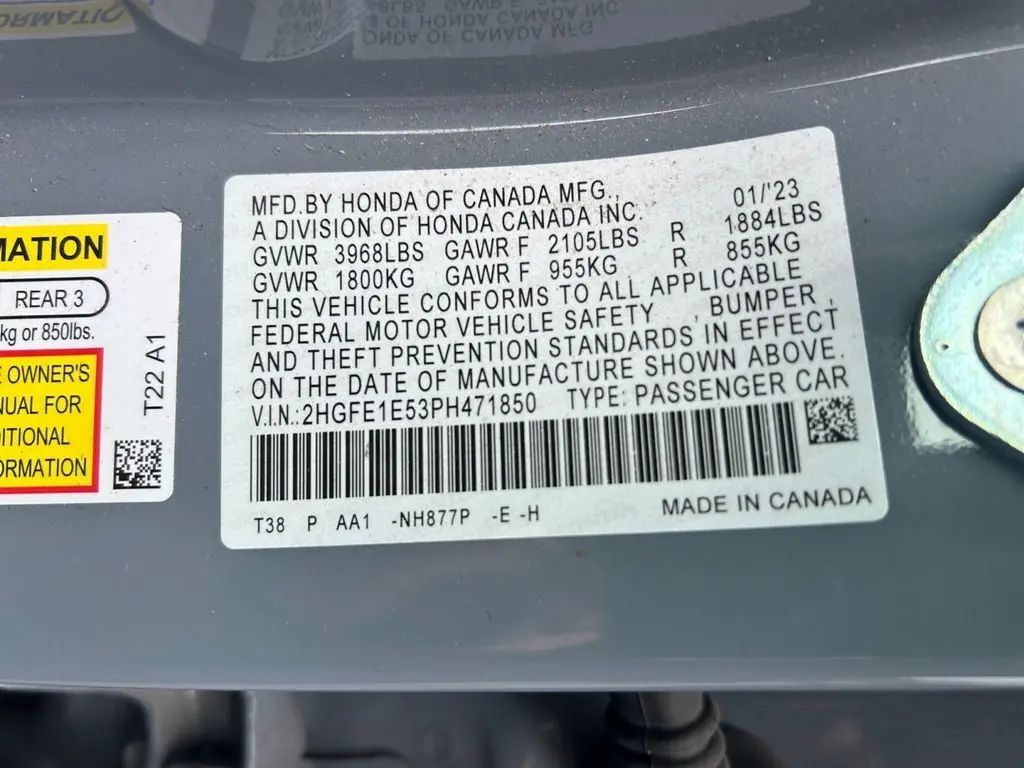 MATION
REAR 3
kg or 850lbs.
OWNER'S
FOR
ORMATION
T22 A1
MFD.BY HONDA OF CANADA MFG., 01/'23
A DIVISION OF HONDA CANADA INC.
GVWR 3968LBS GAWR F 2105LBS R 1884LBS
GVWR 1800KG GAWR F 955KG R 855KG
THIS VEHICLE CONFORMS TO ALL APPLICABLE
FEDERAL MOTOR VEHICLE SAFETY , BUMPER ,
AND THEFT PREVENTION STANDARDS IN EFFECT
ON THE DATE OF MANUFACTURE SHOWN ABOVE.
V.I.N.:2HGFE1E53PH471850 TYPE: PASSENGER CAR
T38 P AA1 -NH877P -E -H MADE IN CANADA